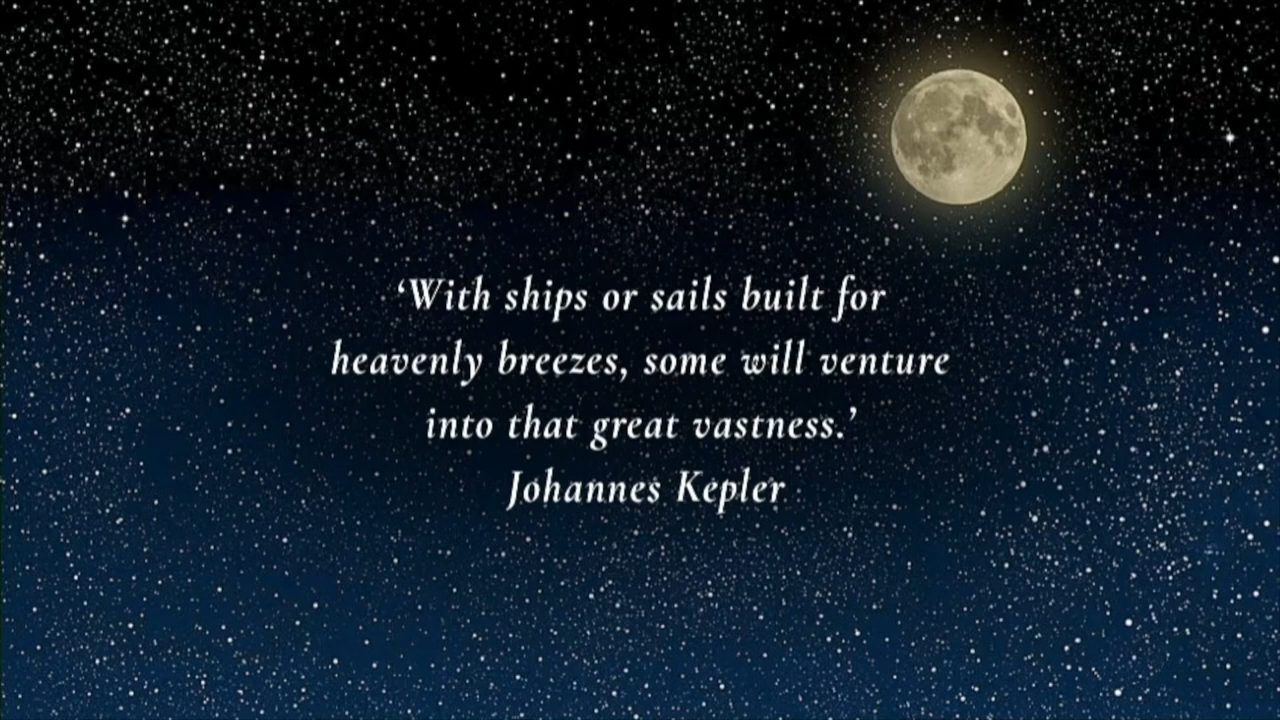 ‘With ships or sails built for
heavenly breezes, some will venture
into that great vastness.’
Johannes Kepler